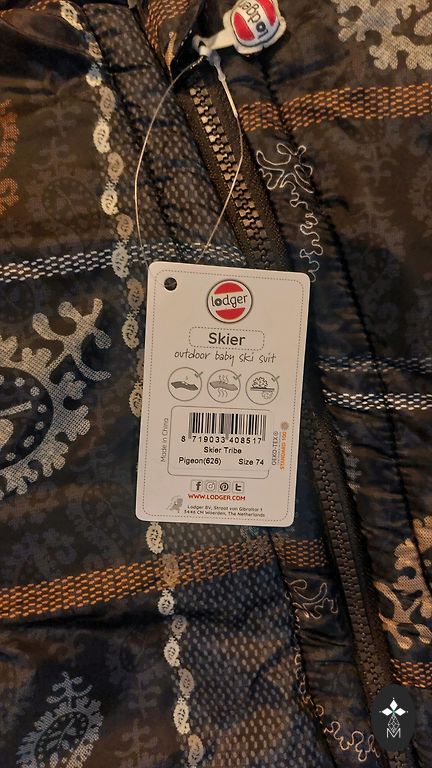 lodger
lodger
Skier
outdoor baby ski suit
8 719033 408517
Skier Tribe
Pigeon(626) Size 74
Made in China
OEKO-TEX®
STANDARD 100
WWW.LODGER.COM
Lodger BV, Straat van Gibraltar 1
3446 CM Woerden, The Netherlands
M